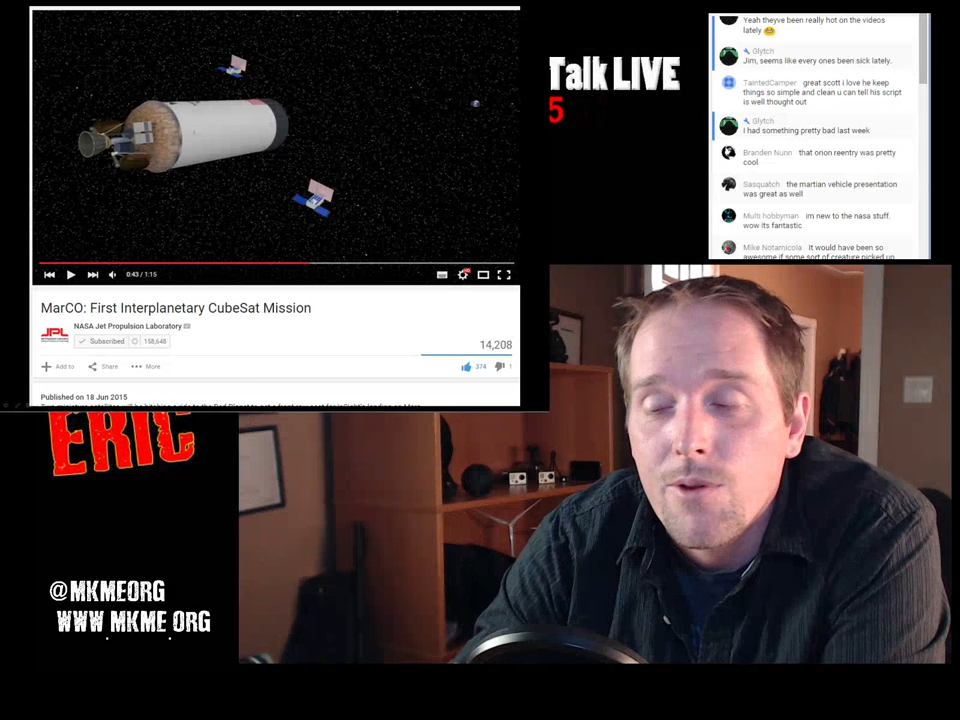 0:43 / 1:15
MarCO: First Interplanetary CubeSat Mission
JPL
NASA Jet Propulsion Laboratory
Subscribed 158,648
14,208
Add to Share More
374 1
Published on 18 Jun 2015
Talk LIVE
5
Yeah theyve been really hot on the videos
lately
Glytch
Jim, seems like every ones been sick lately.
TaintedCamper great scott i love he keep
things so simple and clean u can tell his script
is well thought out
Glytch
I had something pretty bad last week
Branden Nunn that orion reentry was pretty
cool
Sasquatch the martian vehicle presentation
was great as well
Multi hobbyman im new to the nasa stuff.
wow its fantastic
Mike Notarnicola It would have been so
awesome if some sort of creature picked up
ERIC
@MKMEORG
WWW MKME ORG